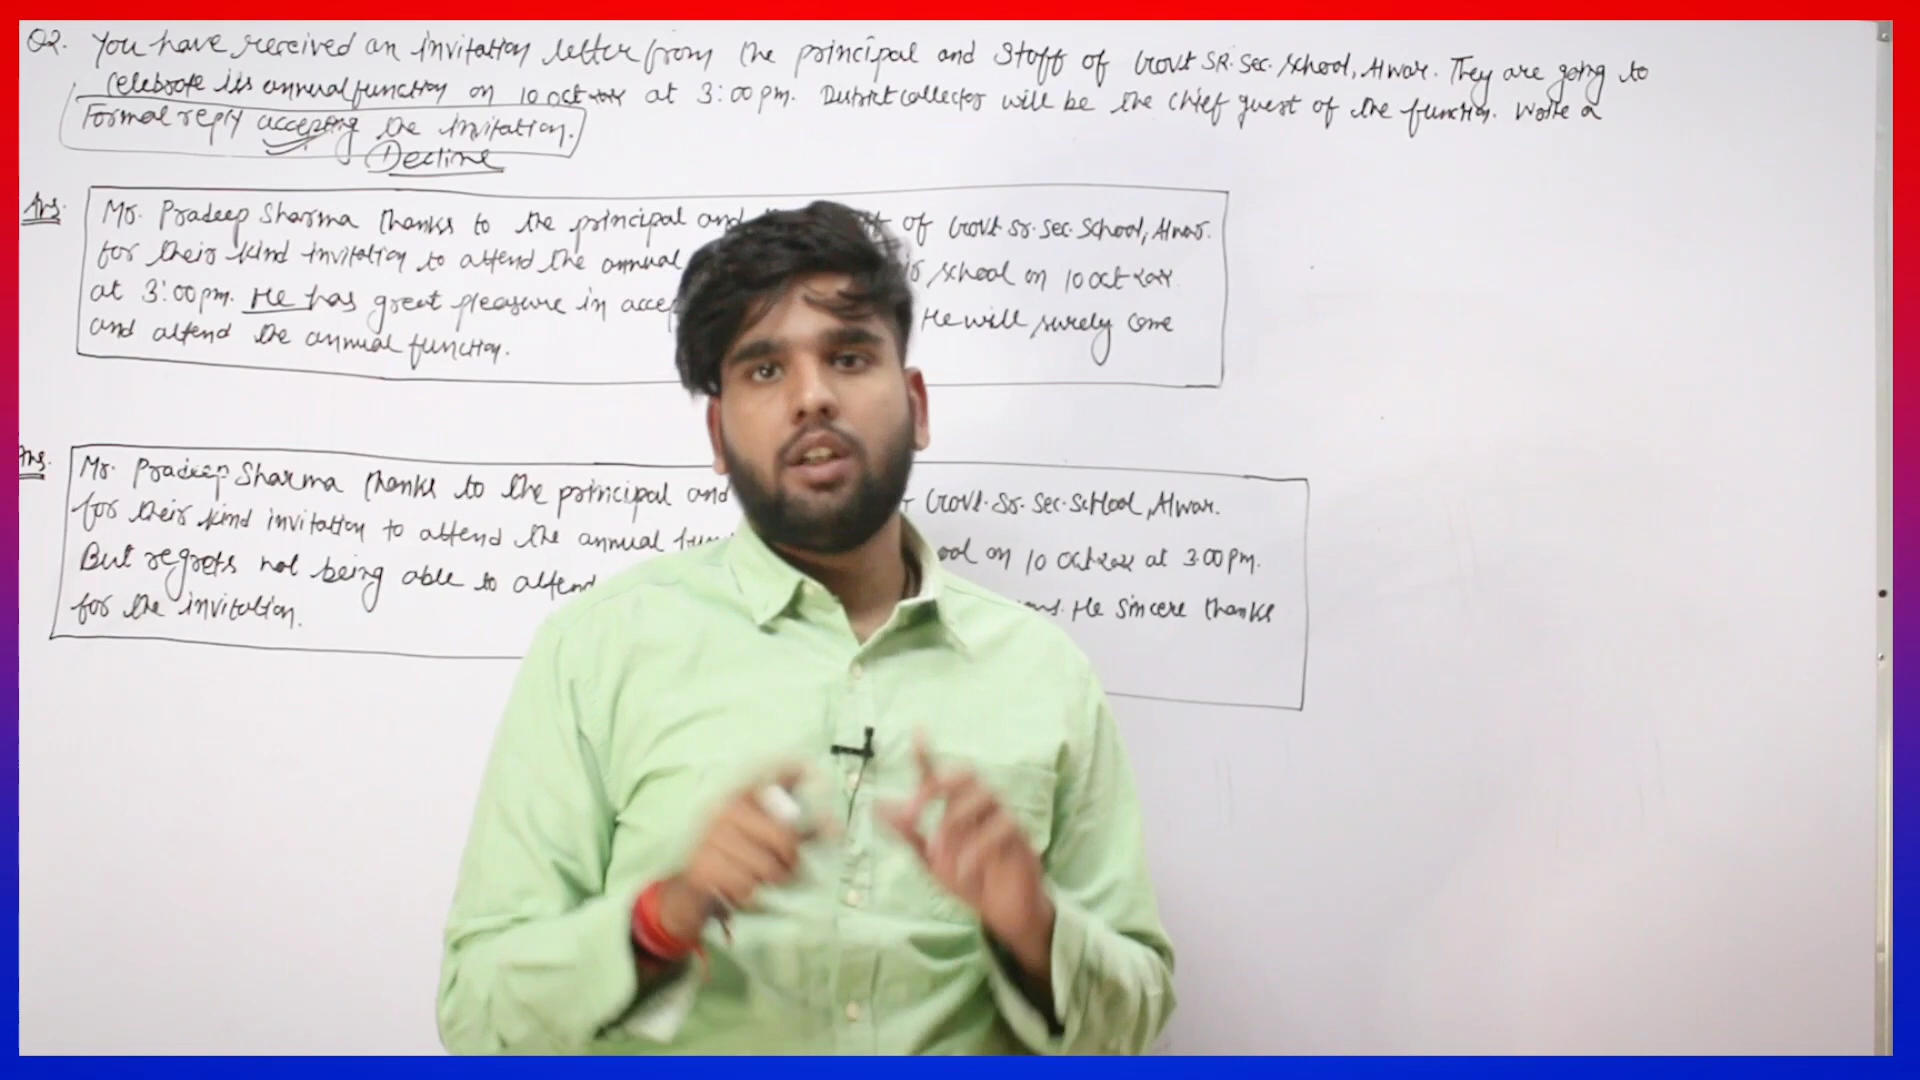 Q2. You have received an invitation letter from the principal and Staff of Govt SR. Sec. School, Alwar. They are going to
celebrate its annual function on 10 Oct at 3:00 pm. District collector will be the chief guest of the function. Write a
Formal reply accepting the invitation.
Decline
Ans. Mr. Pradeep Sharma thanks to the principal and of Govt Sr. Sec. School, Alwar.
for their kind invitation to attend the annual school on 10 Oct
at 3:00 pm. He has great pleasure in He will surely come
and attend the annual function.
Ans. Mr. Pradeep Sharma thanks to the principal and Govt. Sr. Sec. School, Alwar.
for their kind invitation to attend the annual on 10 Oct at 3.00 pm.
But regrets not being able to attend He sincere thanks
for the invitation.